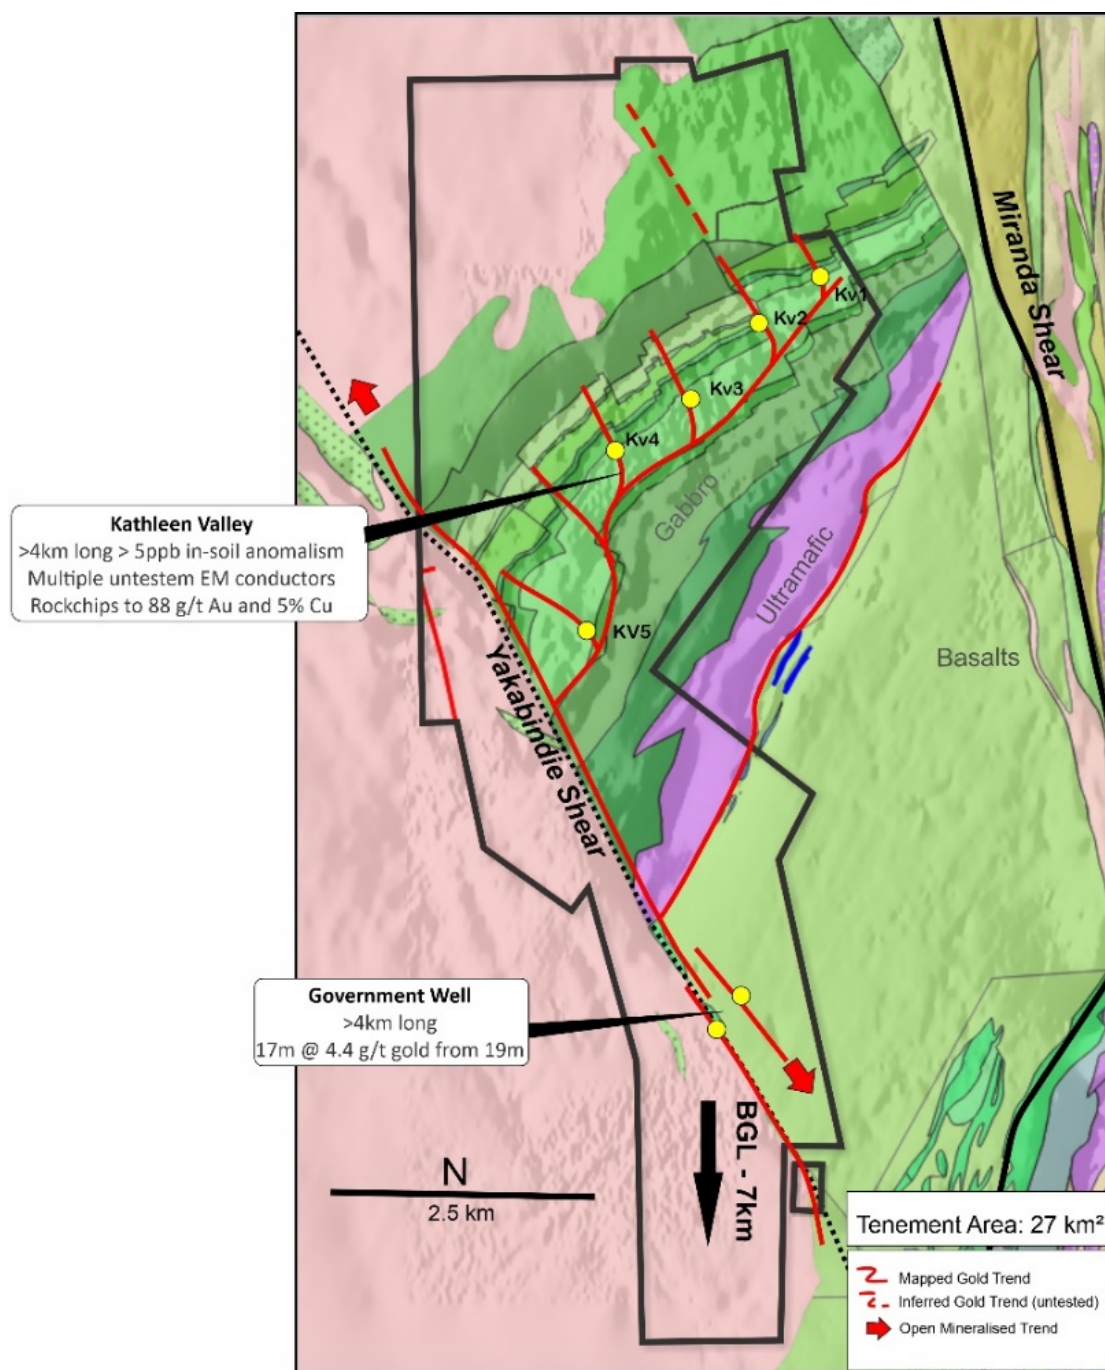 Miranda Shear
Kv1
Kv2
Kv3
Kv4
Gabbro
Kathleen Valley
>4km long > 5ppb in-soil anomalism
Multiple untestem EM conductors
Rockchips to 88 g/t Au and 5% Cu
Ultramafic
KV5
Basalts
Yakabindie Shear
Government Well
>4km long
17m @ 4.4 g/t gold from 19m
BGL - 7km
N
2.5 km
Tenement Area: 27 km²
Mapped Gold Trend
Inferred Gold Trend (untested)
Open Mineralised Trend